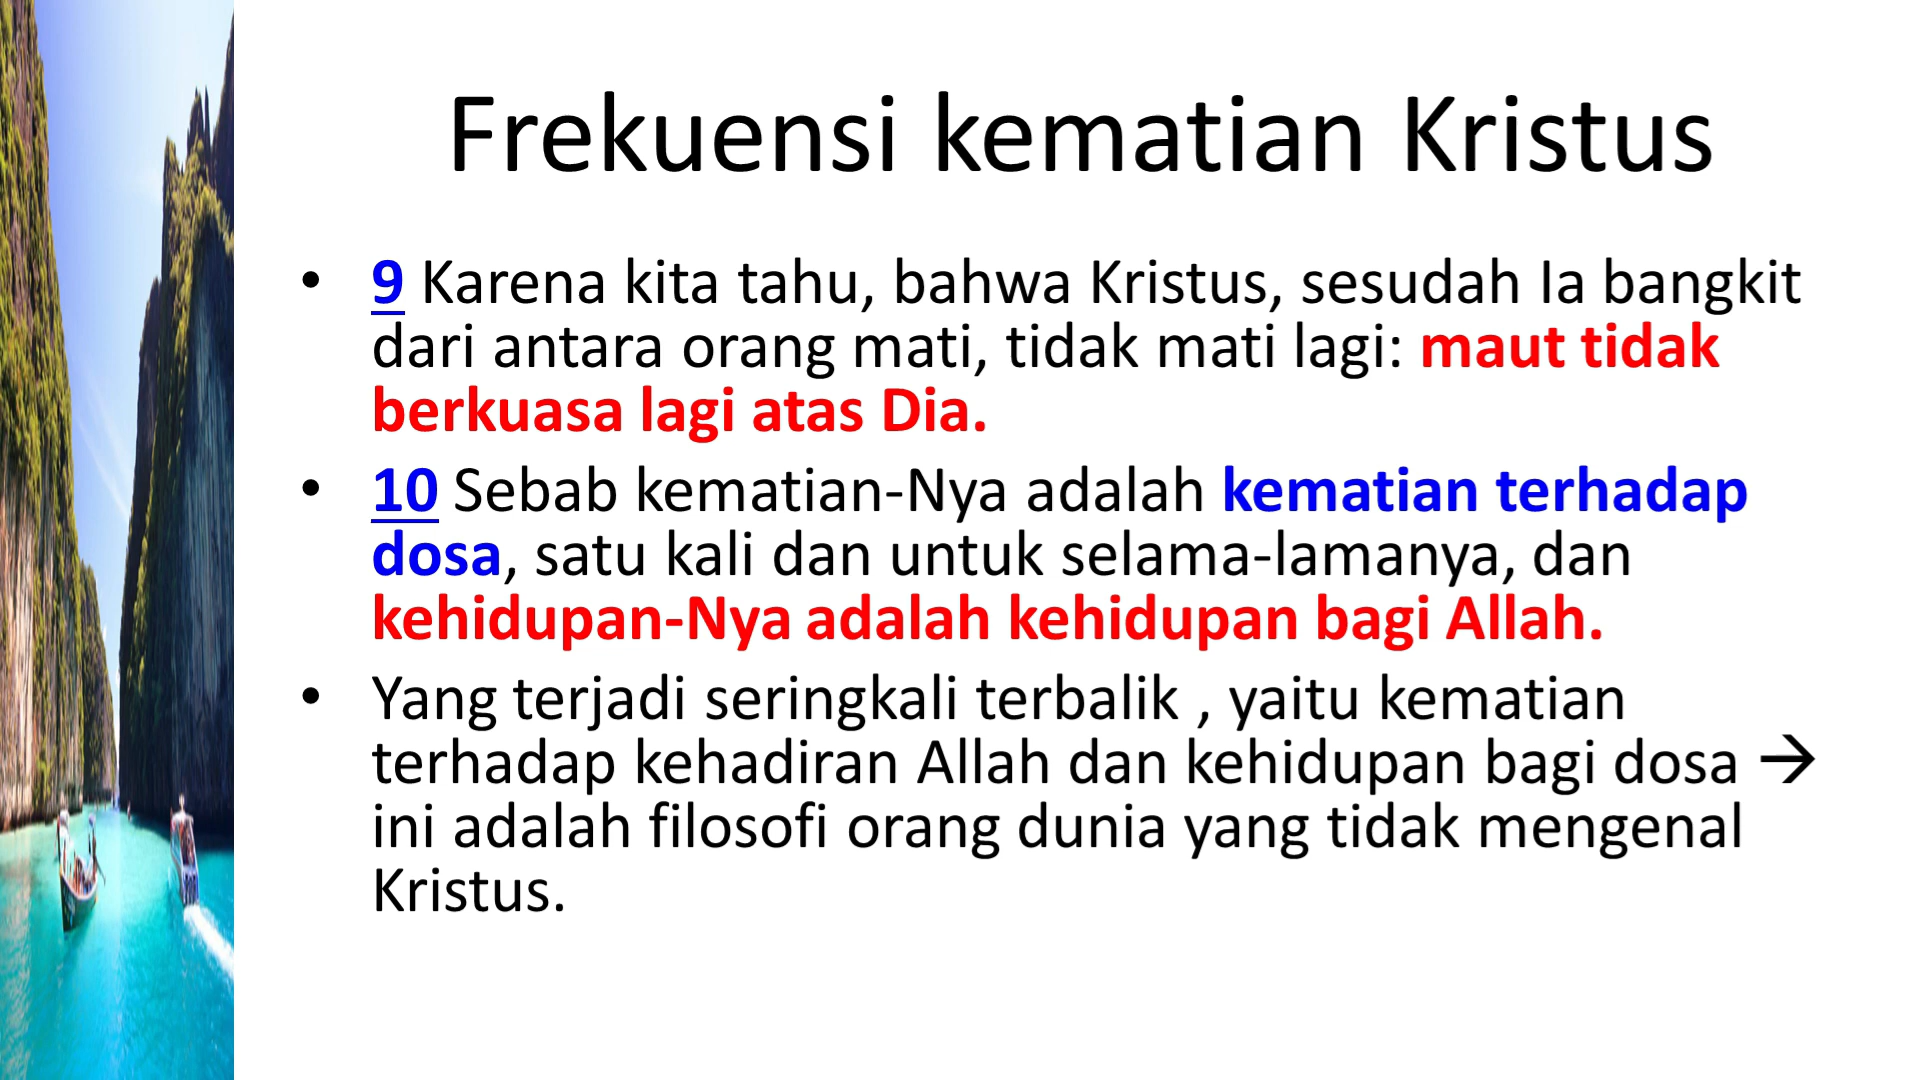 Frekuensi kematian Kristus
• 9 Karena kita tahu, bahwa Kristus, sesudah Ia bangkit
dari antara orang mati, tidak mati lagi: maut tidak
berkuasa lagi atas Dia.
• 10 Sebab kematian-Nya adalah kematian terhadap
dosa, satu kali dan untuk selama-lamanya, dan
kehidupan-Nya adalah kehidupan bagi Allah.
• Yang terjadi seringkali terbalik , yaitu kematian
terhadap kehadiran Allah dan kehidupan bagi dosa →
ini adalah filosofi orang dunia yang tidak mengenal
Kristus.